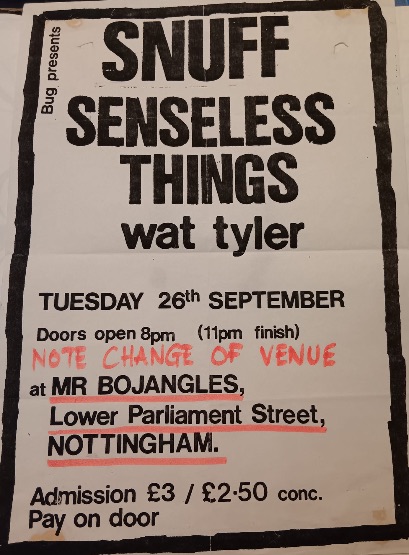 Bug presents
SNUFF
SENSELESS
THINGS
wat tyler
TUESDAY 26th SEPTEMBER
Doors open 8pm (11pm finish)
NOTE CHANGE OF VENUE
at MR BOJANGLES,
Lower Parliament Street,
NOTTINGHAM.
Admission £3 / £2·50 conc.
Pay on door